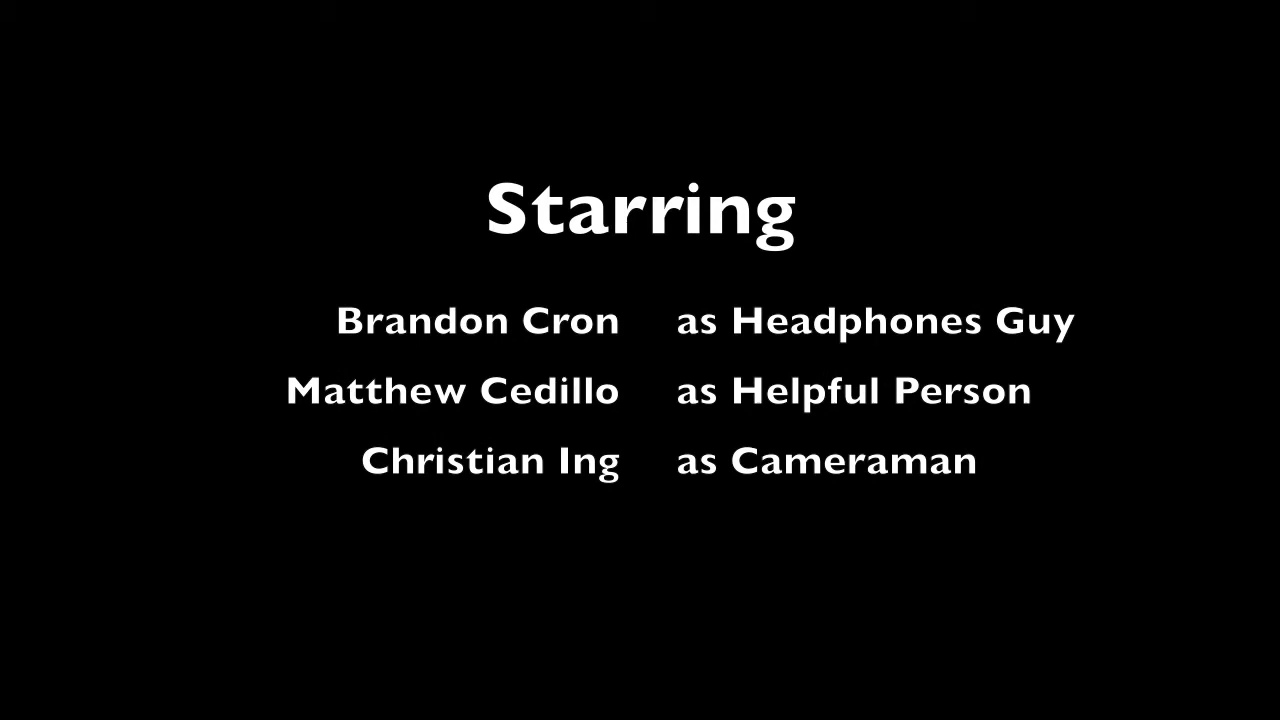 Starring
Brandon Cron as Headphones Guy
Matthew Cedillo as Helpful Person
Christian Ing as Cameraman